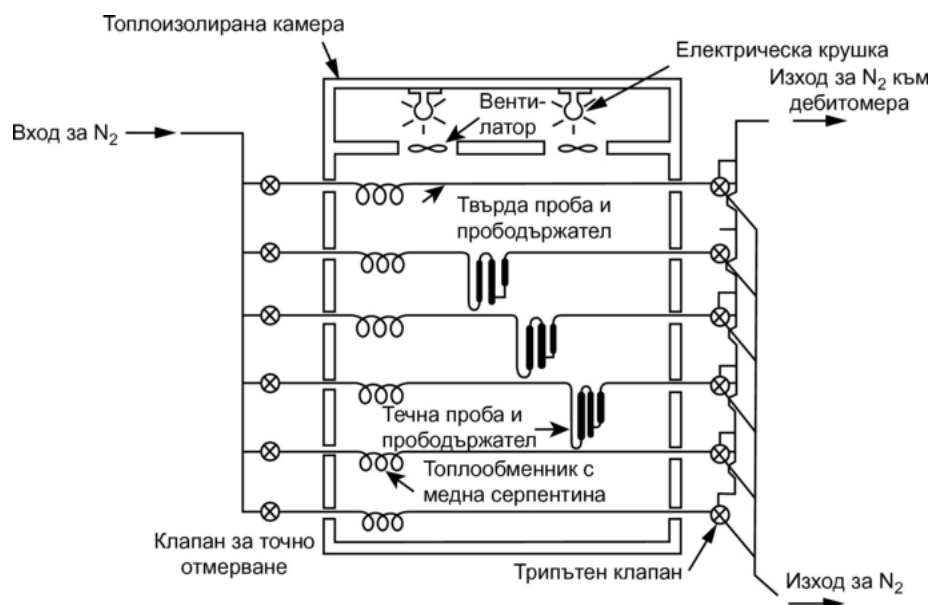 Топлоизолирана камера
Електрическа крушка
Изход за N₂ към
дебитомера
Венти-
латор
Вход за N₂
Твърда проба и
прободържател
Течна проба и
прободържател
Топлообменник с
медна серпентина
Клапан за точно
отмерване
Трипътен клапан
Изход за N₂